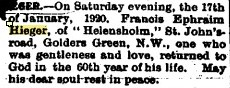 EGER.—On Saturday evening, the 17th
of January, 1920. Francis Ephraim
Hieger, of "Helensholm," St. John's-
road, Golders Green, N.W., one who
was gentleness and love, returned to
God in the 60th year of his life. May
his dear soul rest in peace.